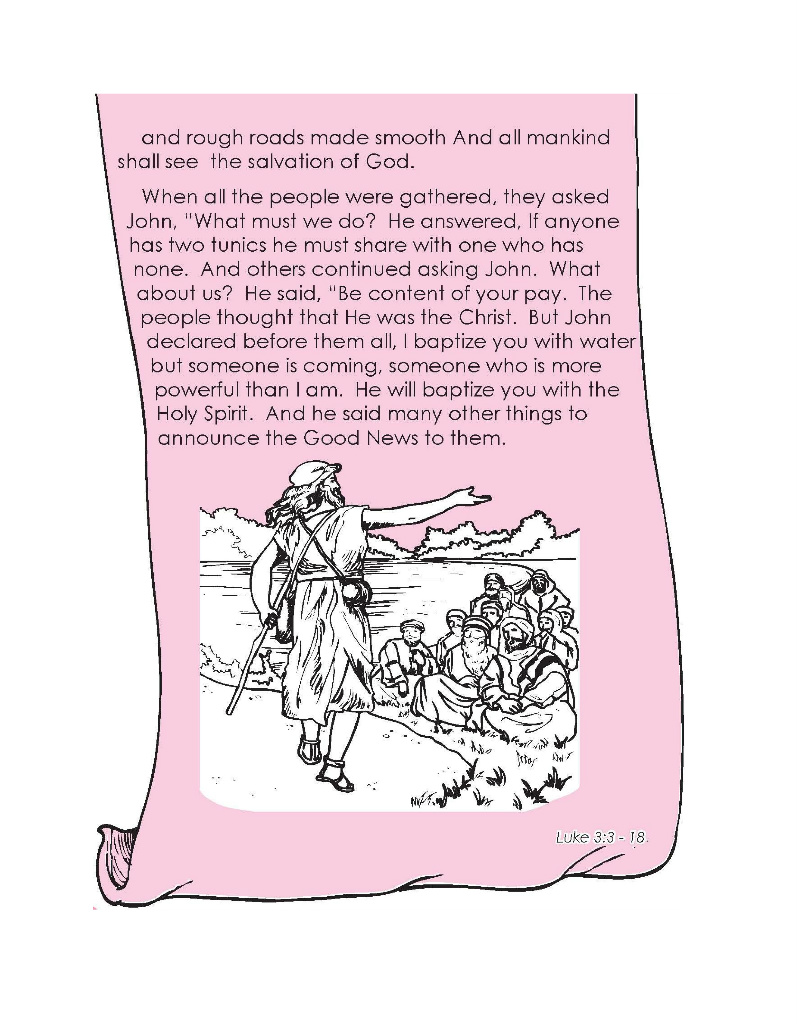 and rough roads made smooth And all mankind
shall see the salvation of God.
When all the people were gathered, they asked
John, "What must we do? He answered, If anyone
has two tunics he must share with one who has
none. And others continued asking John. What
about us? He said, "Be content of your pay. The
people thought that He was the Christ. But John
declared before them all, I baptize you with water
but someone is coming, someone who is more
powerful than I am. He will baptize you with the
Holy Spirit. And he said many other things to
announce the Good News to them.
Luke 3:3 - 18.